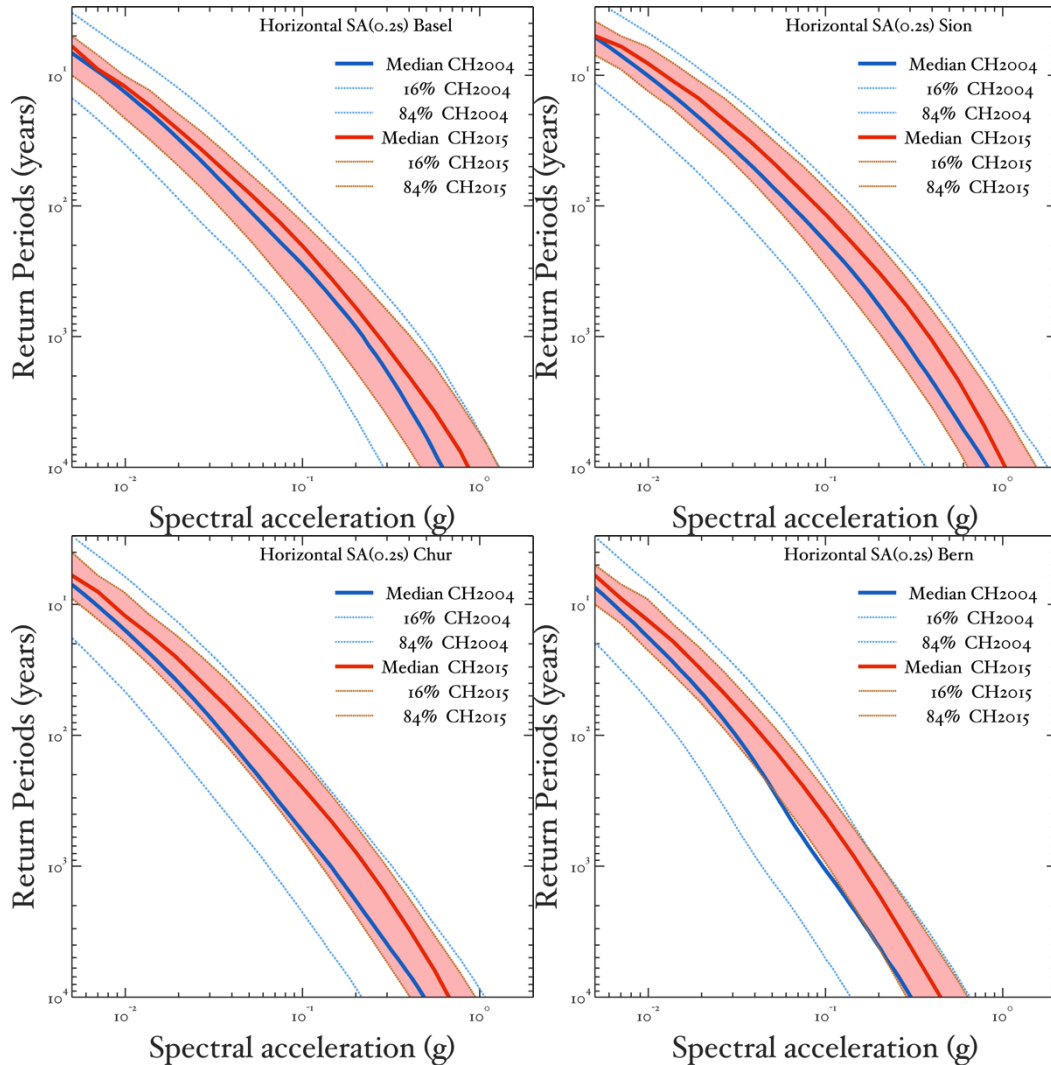 Horizontal SA(0.2s) Basel
Median CH2004
16% CH2004
84% CH2004
Median CH2015
16% CH2015
84% CH2015
Return Periods (years)
10¹
10²
10³
10⁴
10⁻²
10⁻¹
10⁰
Spectral acceleration (g)
Horizontal SA(0.2s) Sion
Median CH2004
16% CH2004
84% CH2004
Median CH2015
16% CH2015
84% CH2015
Return Periods (years)
10¹
10²
10³
10⁴
10⁻²
10⁻¹
10⁰
Spectral acceleration (g)
Horizontal SA(0.2s) Chur
Median CH2004
16% CH2004
84% CH2004
Median CH2015
16% CH2015
84% CH2015
Return Periods (years)
10¹
10²
10³
10⁴
10⁻²
10⁻¹
10⁰
Spectral acceleration (g)
Horizontal SA(0.2s) Bern
Median CH2004
16% CH2004
84% CH2004
Median CH2015
16% CH2015
84% CH2015
Return Periods (years)
10¹
10²
10³
10⁴
10⁻²
10⁻¹
10⁰
Spectral acceleration (g)